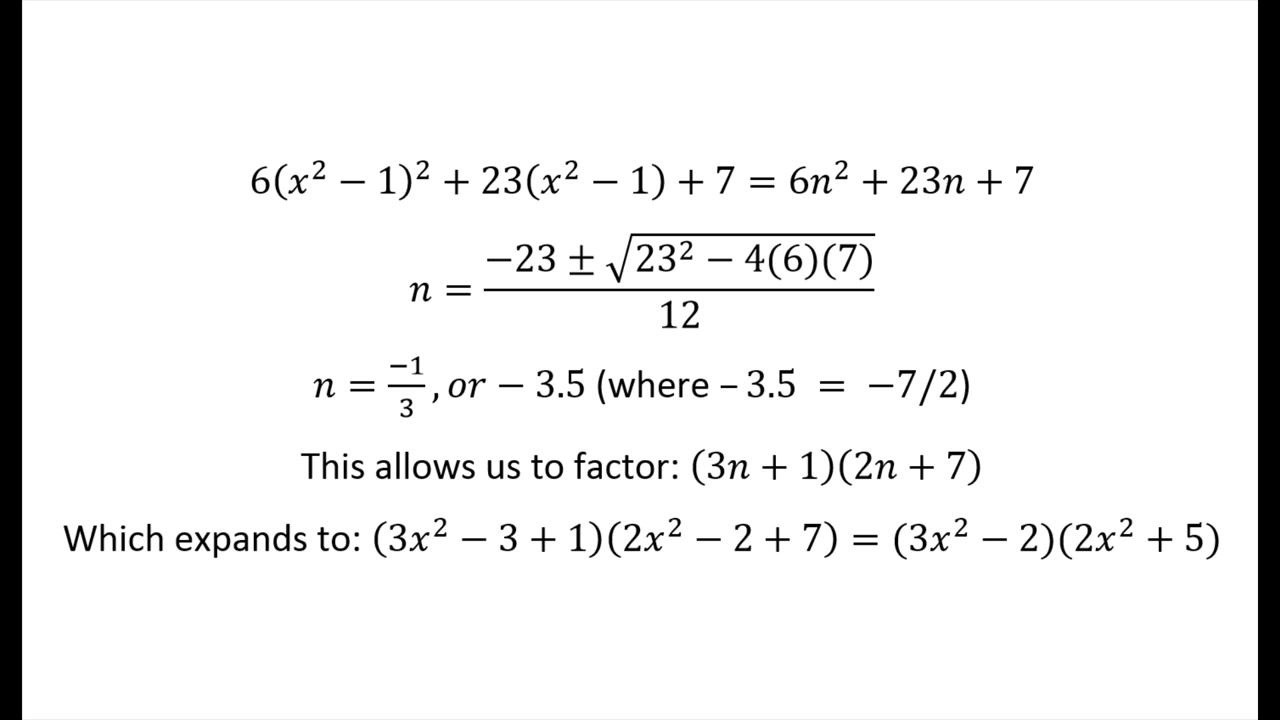 6(x² − 1)² + 23(x² − 1) + 7 = 6n² + 23n + 7
n = (−23 ± √(23² − 4(6)(7)))/12
n = −1/3, or − 3.5 (where – 3.5 = −7/2)
This allows us to factor: (3n + 1)(2n + 7)
Which expands to: (3x² − 3 + 1)(2x² − 2 + 7) = (3x² − 2)(2x² + 5)